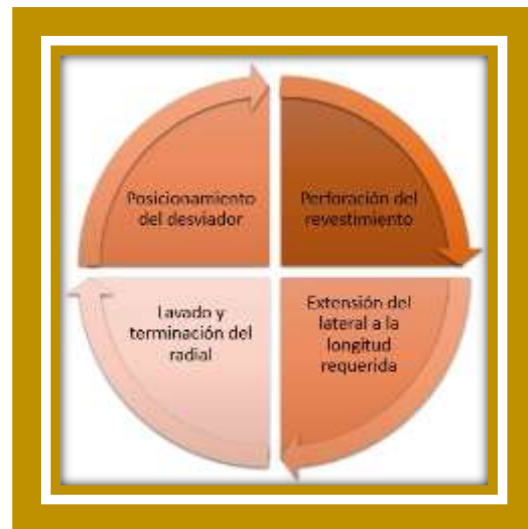 Posicionamiento
del desviador
Perforación del
revestimiento
Extensión del
lateral a la
longitud
requerida
Lavado y
terminación del
radial